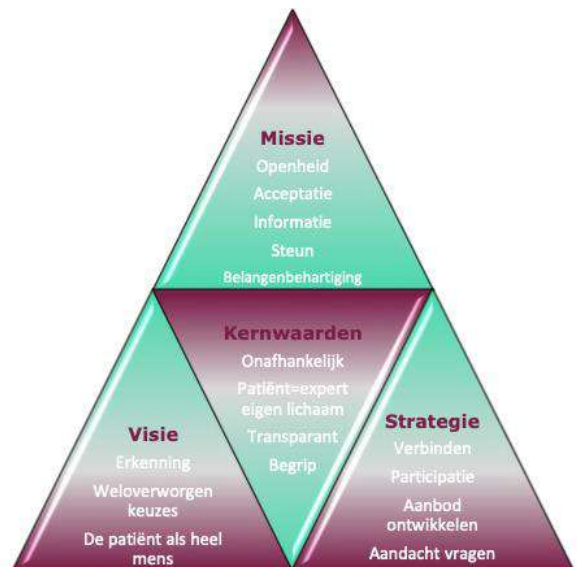 Missie
Openheid
Acceptatie
Informatie
Steun
Belangenbehartiging
Kernwaarden
Onafhankelijk
Patiënt=expert
eigen lichaam
Transparant
Begrip
Visie
Erkenning
Weloverworgen
keuzes
De patiënt als heel
mens
Strategie
Verbinden
Participatie
Aanbod
ontwikkelen
Aandacht vragen